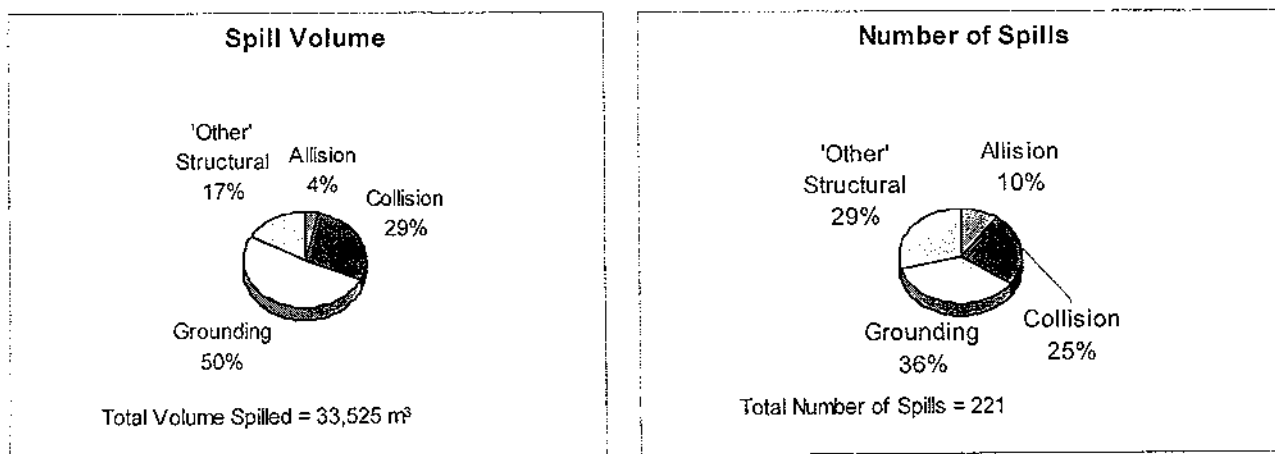 Spill Volume
'Other'
Structural
17%
Allision
4%
Collision
29%
Grounding
50%
Total Volume Spilled = 33,525 m³
Number of Spills
'Other'
Structural
29%
Allision
10%
Collision
25%
Grounding
36%
Total Number of Spills = 221